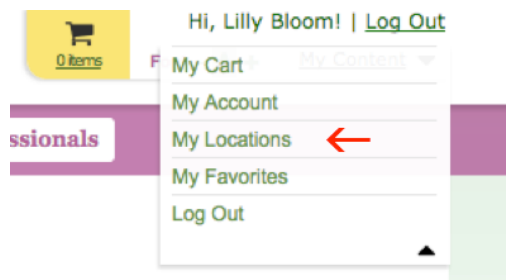 Hi, Lilly Bloom! | Log Out
0 items
F
My Content
My Cart
My Account
ssionals
My Locations
My Favorites
Log Out